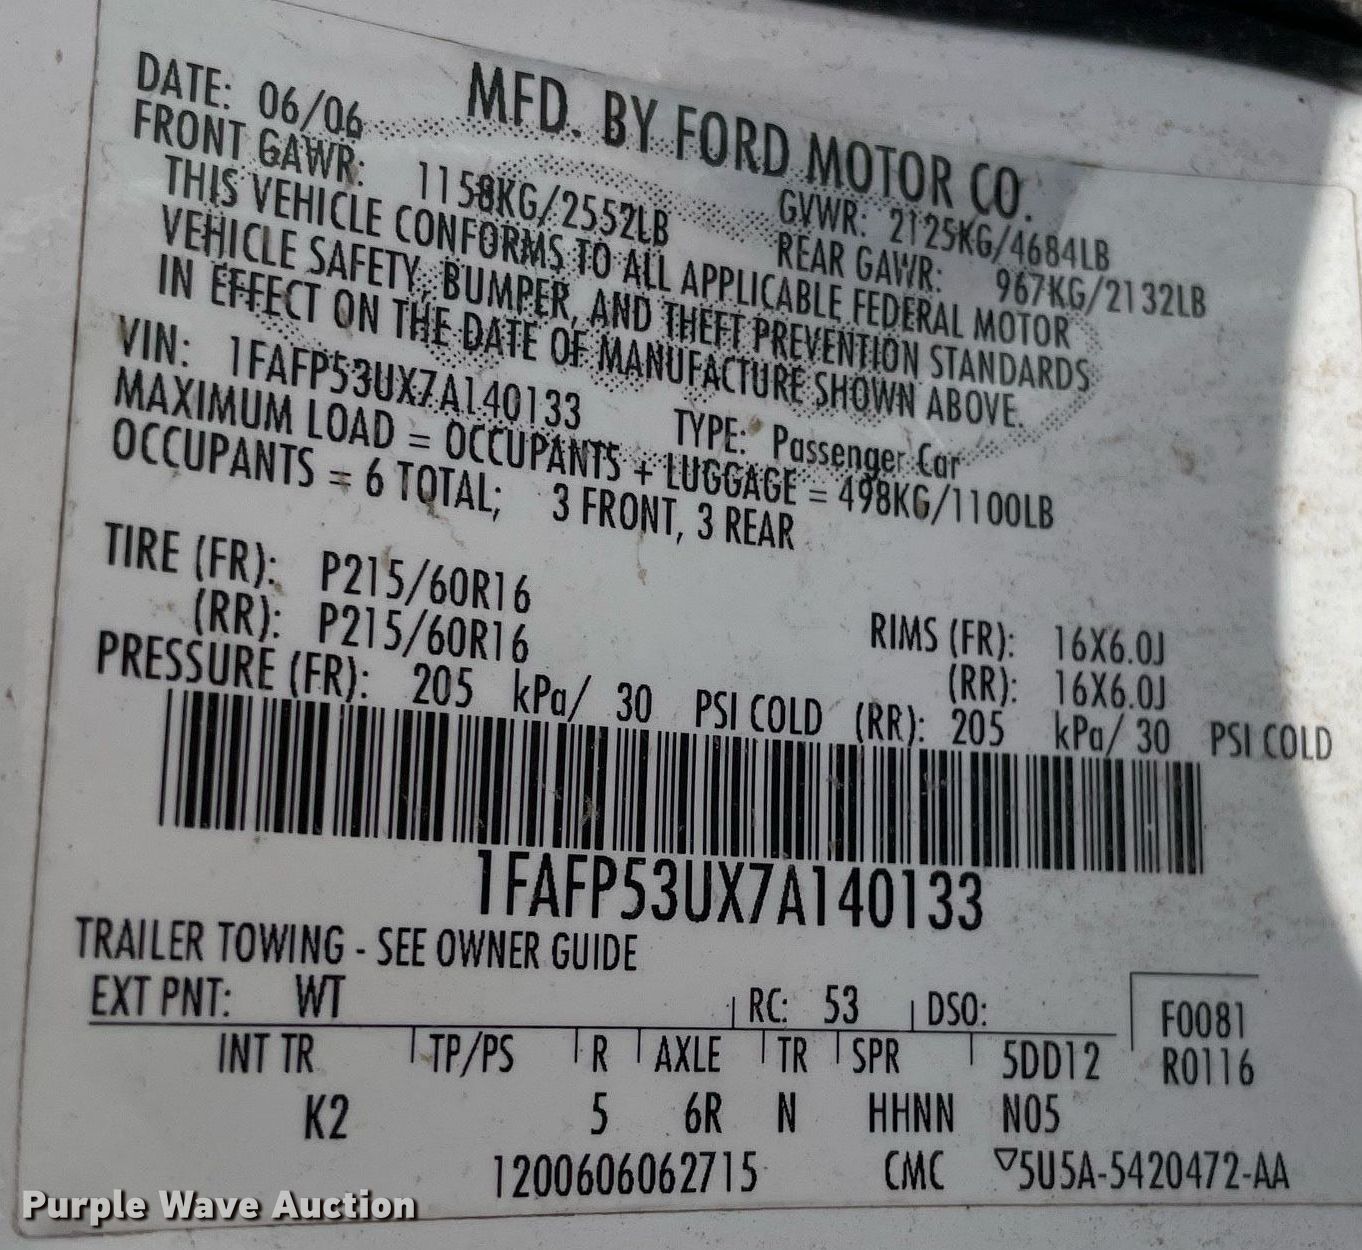 MFD. BY FORD MOTOR CO.
DATE: 06/06 GVWR: 2125KG/4684LB
FRONT GAWR: 1158KG/2552LB REAR GAWR: 967KG/2132LB
THIS VEHICLE CONFORMS TO ALL APPLICABLE FEDERAL MOTOR
VEHICLE SAFETY, BUMPER, AND THEFT PREVENTION STANDARDS
IN EFFECT ON THE DATE OF MANUFACTURE SHOWN ABOVE.
VIN: 1FAFP53UX7A140133 TYPE: Passenger Car
MAXIMUM LOAD = OCCUPANTS + LUGGAGE = 498KG/1100LB
OCCUPANTS = 6 TOTAL; 3 FRONT, 3 REAR
TIRE (FR): P215/60R16 RIMS (FR): 16X6.0J
(RR): P215/60R16 (RR): 16X6.0J
PRESSURE (FR): 205 kPa/ 30 PSI COLD (RR): 205 kPa/ 30 PSI COLD
1FAFP53UX7A140133
TRAILER TOWING - SEE OWNER GUIDE
EXT PNT: WT RC: 53 DSO: F0081
INT TR TP/PS R AXLE TR SPR 5DD12 R0116
K2 5 6R N HHNN N05
1200606062715 CMC ▽5U5A-5420472-AA
Purple Wave Auction